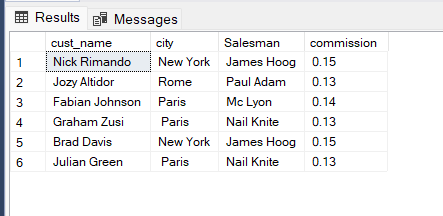 Results Messages
cust_name city Salesman commission
1 Nick Rimando New York James Hoog 0.15
2 Jozy Altidor Rome Paul Adam 0.13
3 Fabian Johnson Paris Mc Lyon 0.14
4 Graham Zusi Paris Nail Knite 0.13
5 Brad Davis New York James Hoog 0.15
6 Julian Green Paris Nail Knite 0.13